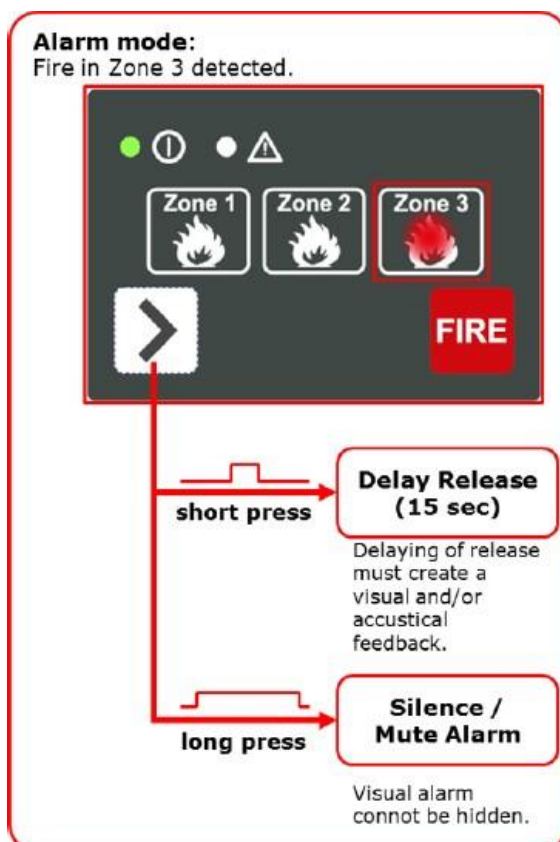 Alarm mode:
Fire in Zone 3 detected.
Zone 1
Zone 2
Zone 3
FIRE
short press
Delay Release
(15 sec)
Delaying of release
must create a
visual and/or
accustical
feedback.
long press
Silence /
Mute Alarm
Visual alarm
connot be hidden.